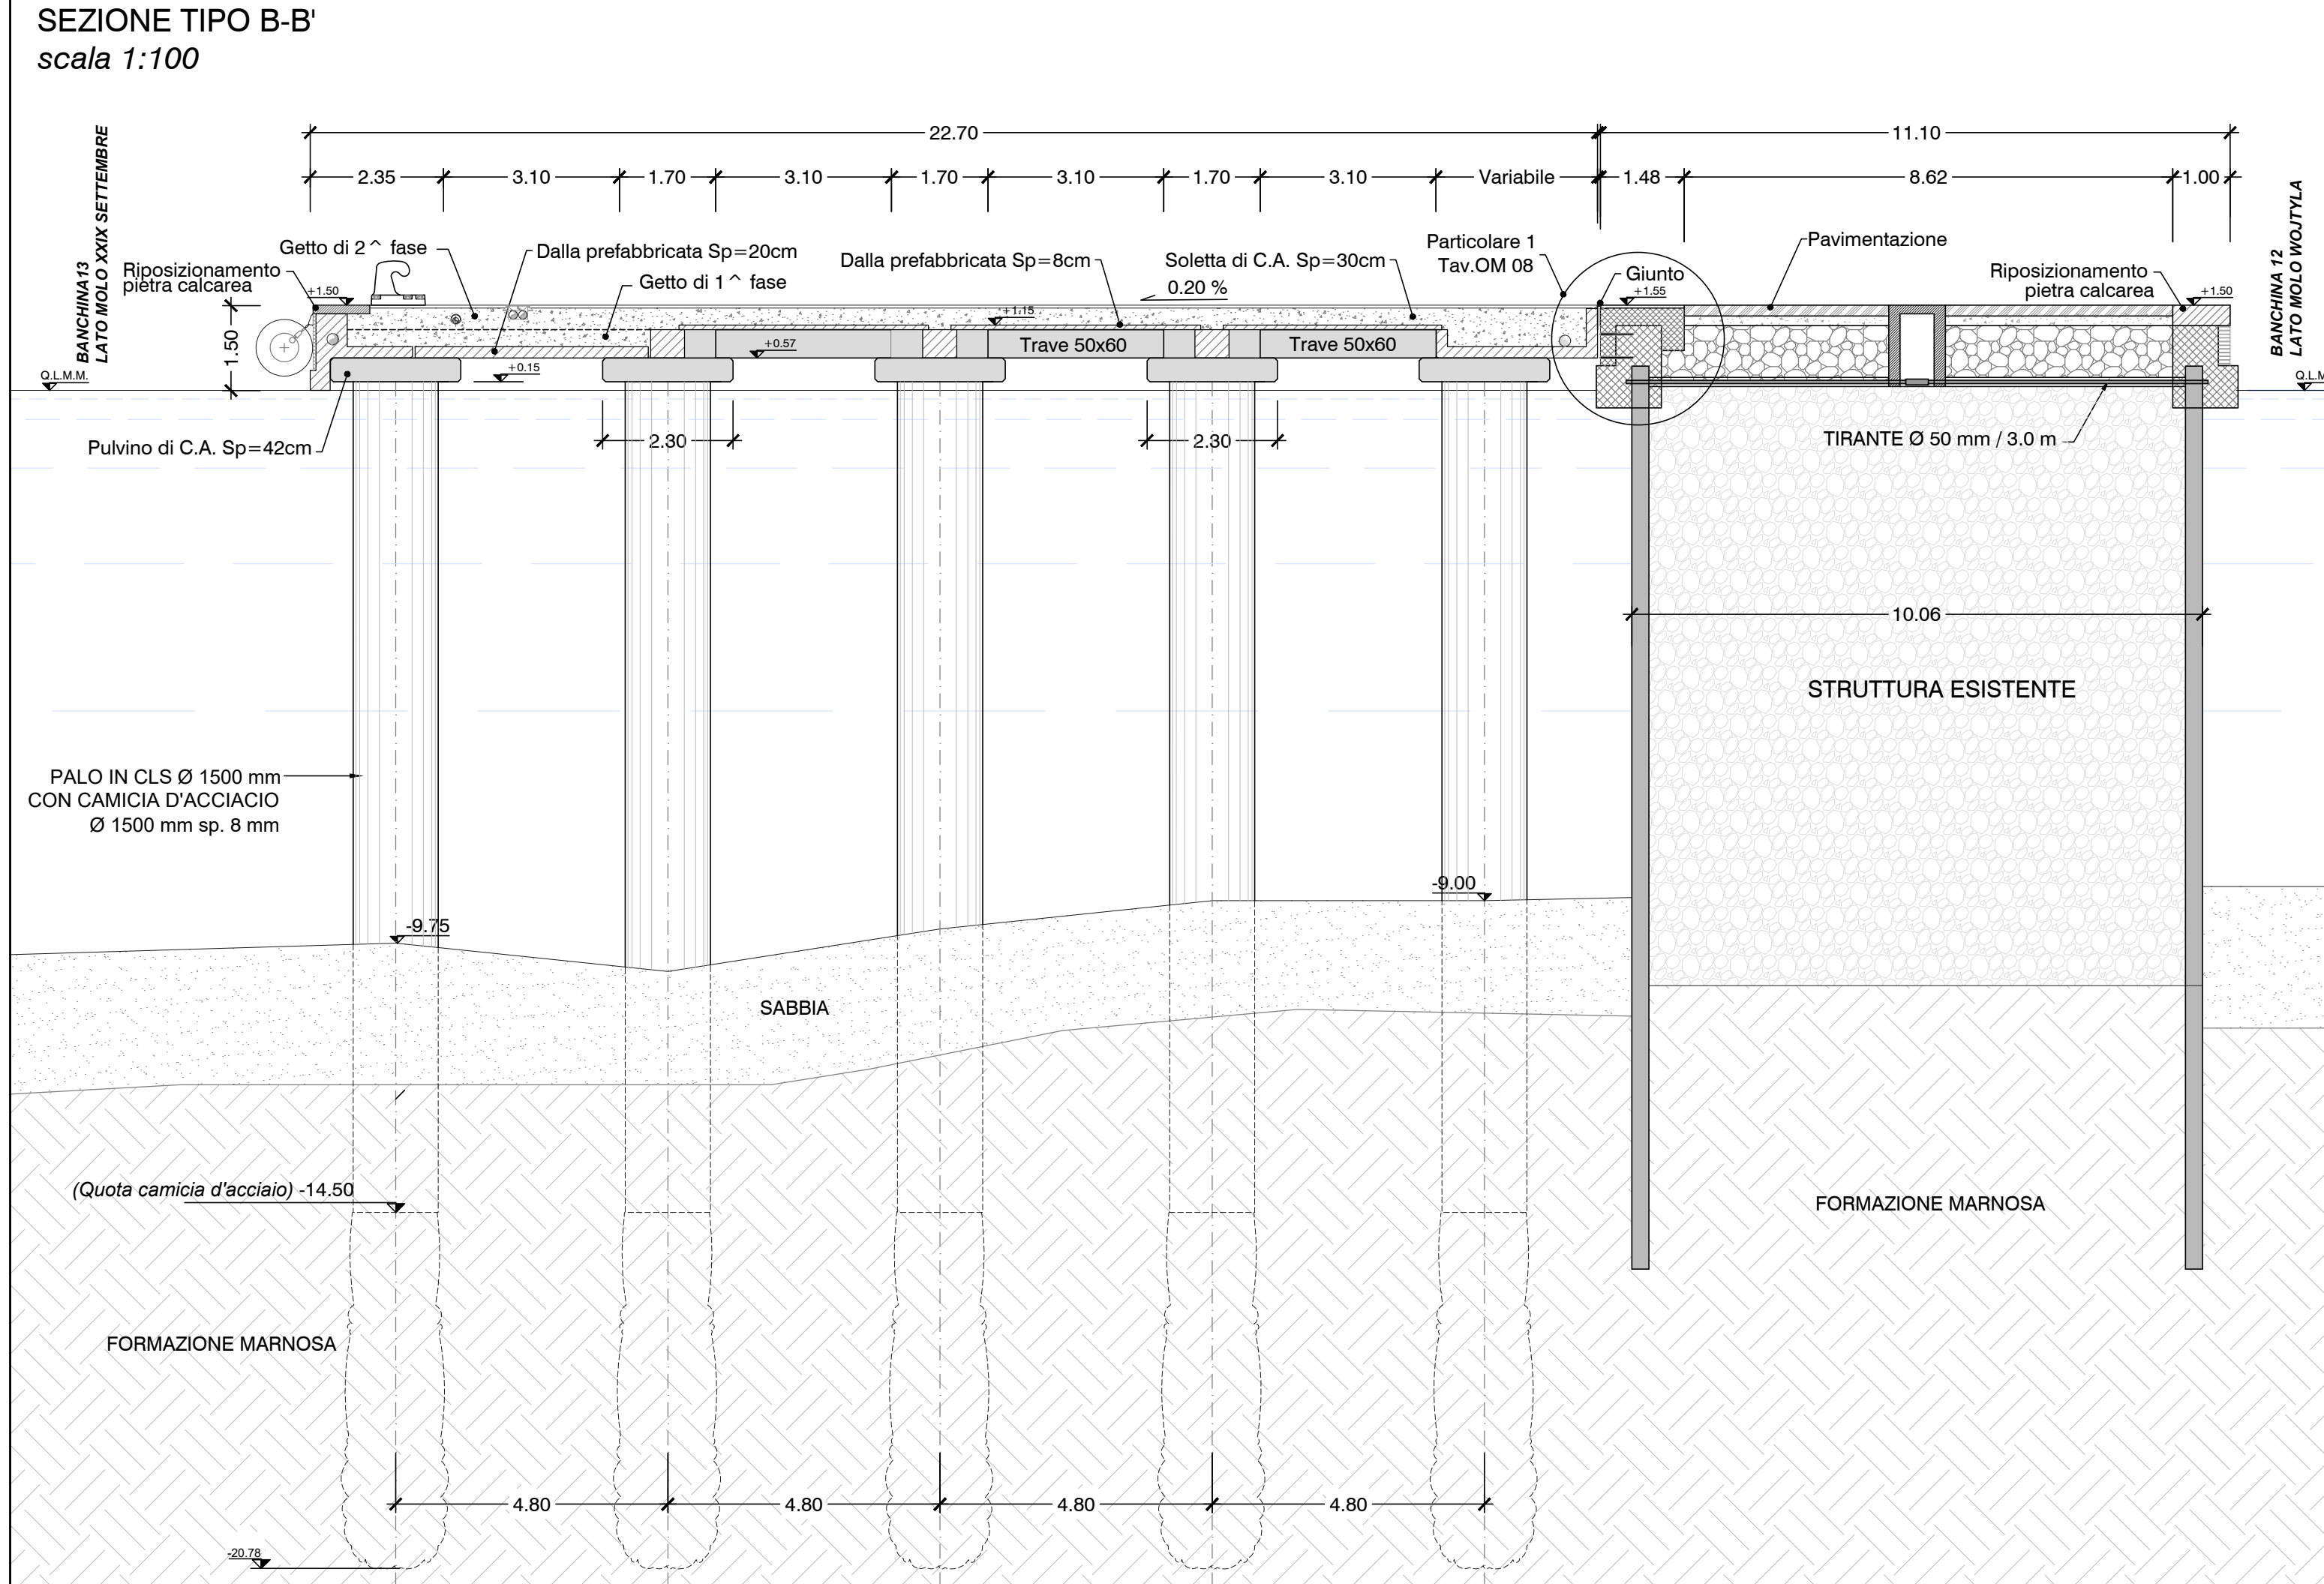 SEZIONE TIPO B-B'
scala 1:100
22.70
11.10
2.35
3.10
1.70
3.10
1.70
3.10
1.70
3.10
Variabile
1.48
8.62
1.00
BANCHINA13
LATO MOLO XXIX SETTEMBRE
BANCHINA 12
LATO MOLO WOJTYLA
Getto di 2^ fase
Dalla prefabbricata Sp=20cm
Getto di 1^ fase
Dalla prefabbricata Sp=8cm
Soletta di C.A. Sp=30cm
0.20 %
Particolare 1
Tav.OM 08
Giunto
Pavimentazione
Riposizionamento
pietra calcarea
Riposizionamento
pietra calcarea
+1.50
+1.15
+1.55
+1.50
1.50
+0.57
Trave 50x60
Trave 50x60
+0.15
Q.L.M.M.
Q.L.M
2.30
2.30
Pulvino di C.A. Sp=42cm
TIRANTE Ø 50 mm / 3.0 m
10.06
STRUTTURA ESISTENTE
PALO IN CLS Ø 1500 mm
CON CAMICIA D'ACCIACIO
Ø 1500 mm sp. 8 mm
-9.00
-9.75
SABBIA
(Quota camicia d'acciaio) -14.50
FORMAZIONE MARNOSA
FORMAZIONE MARNOSA
4.80
4.80
4.80
4.80
-20.78